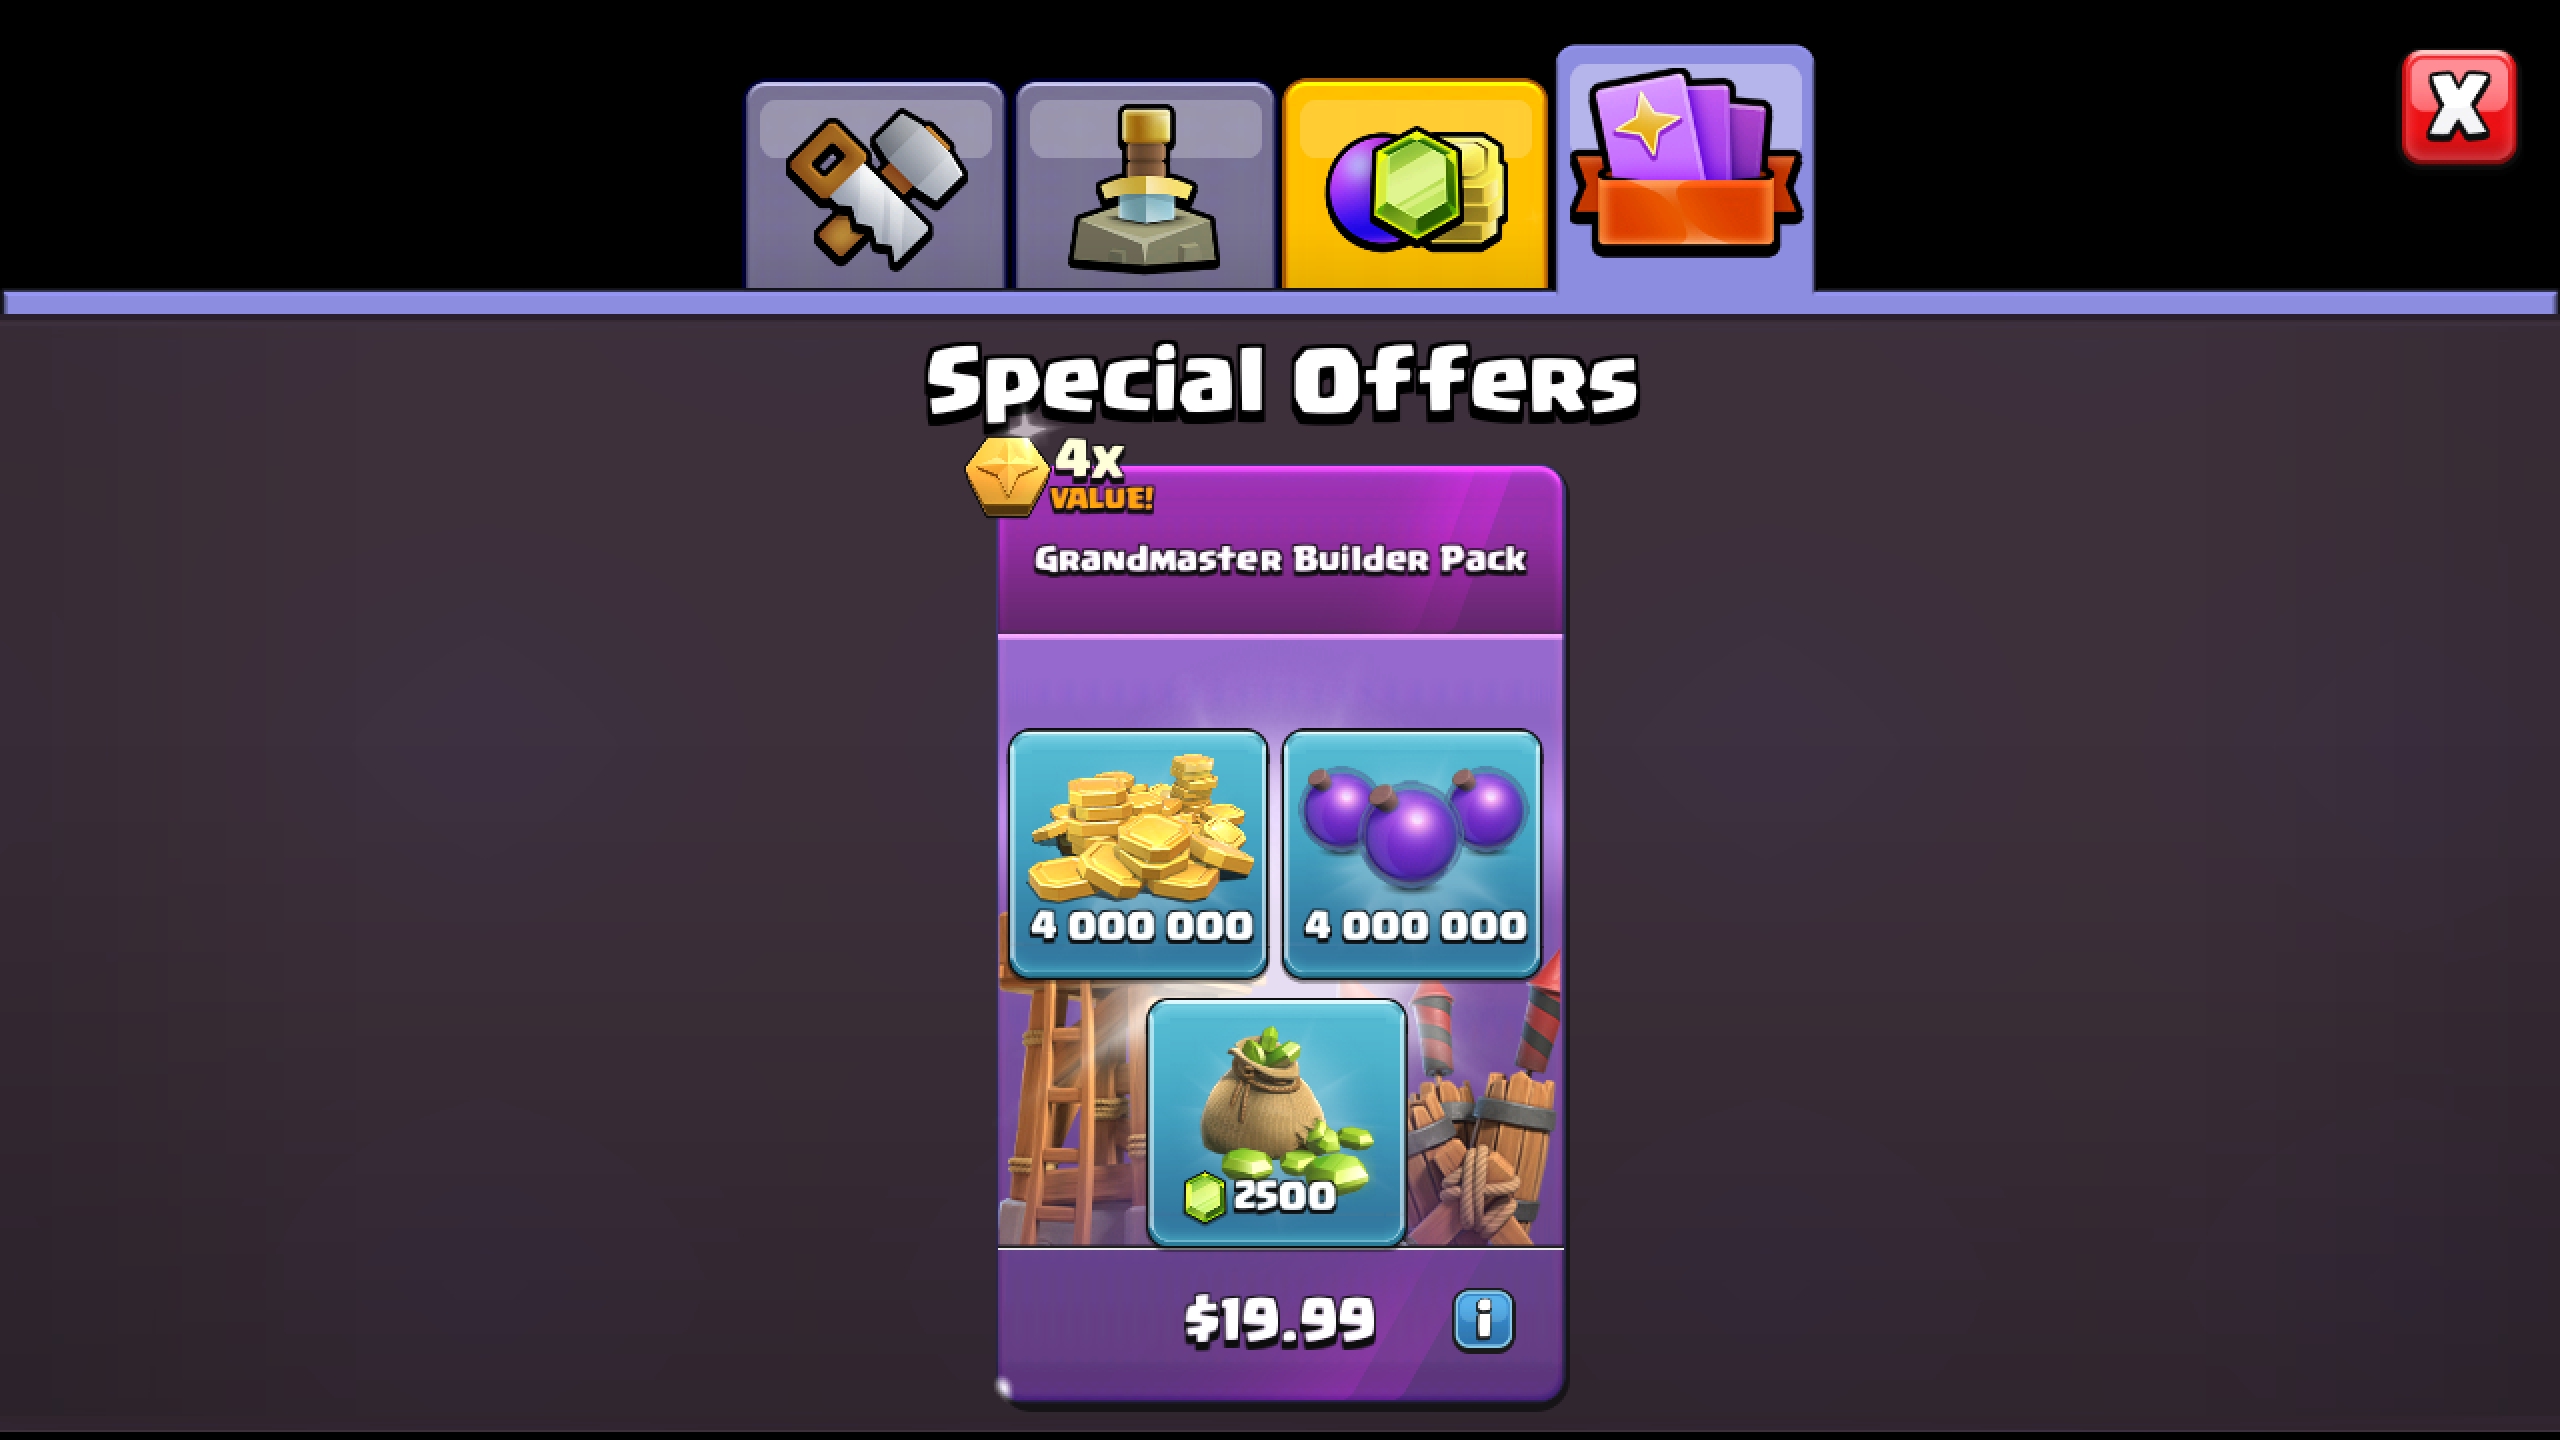 X
Special Offers
4x
VALUE!
Grandmaster Builder Pack
4 000 000
4 000 000
2500
$19.99
i